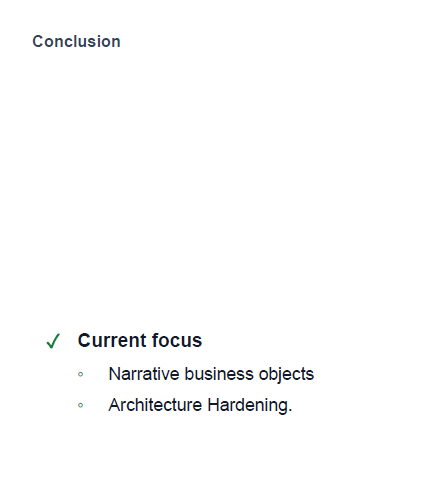 Conclusion
✓ Current focus
◦ Narrative business objects
◦ Architecture Hardening.